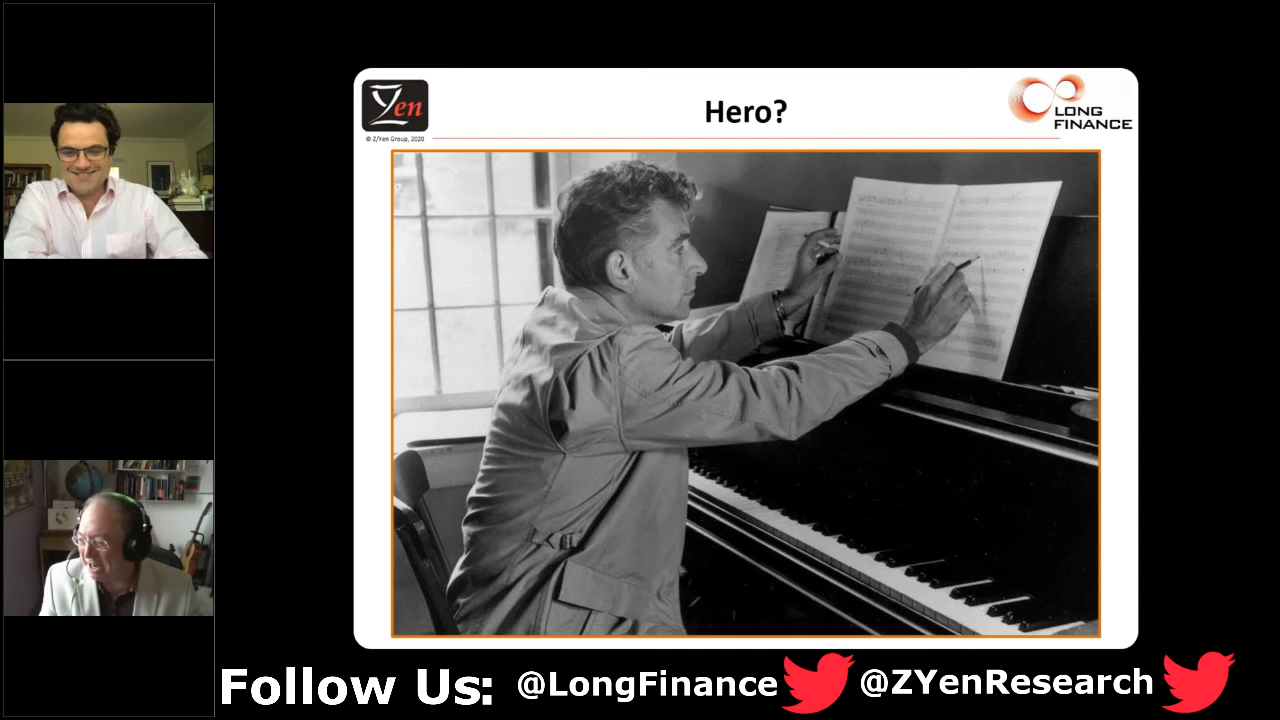 Zen
© Z/Yen Group, 2020
Hero?
LONG
FINANCE
Follow Us: @LongFinance @ZYenResearch